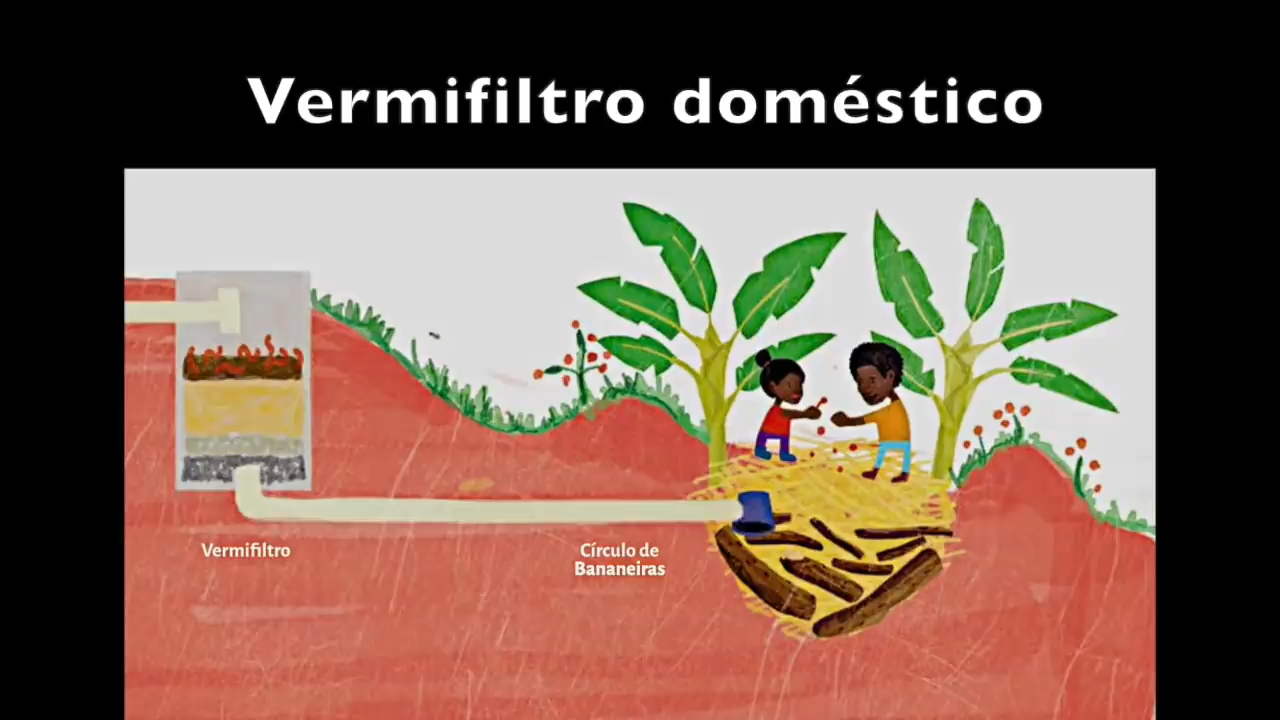 Vermifiltro doméstico
Vermifiltro
Círculo de
Bananeiras